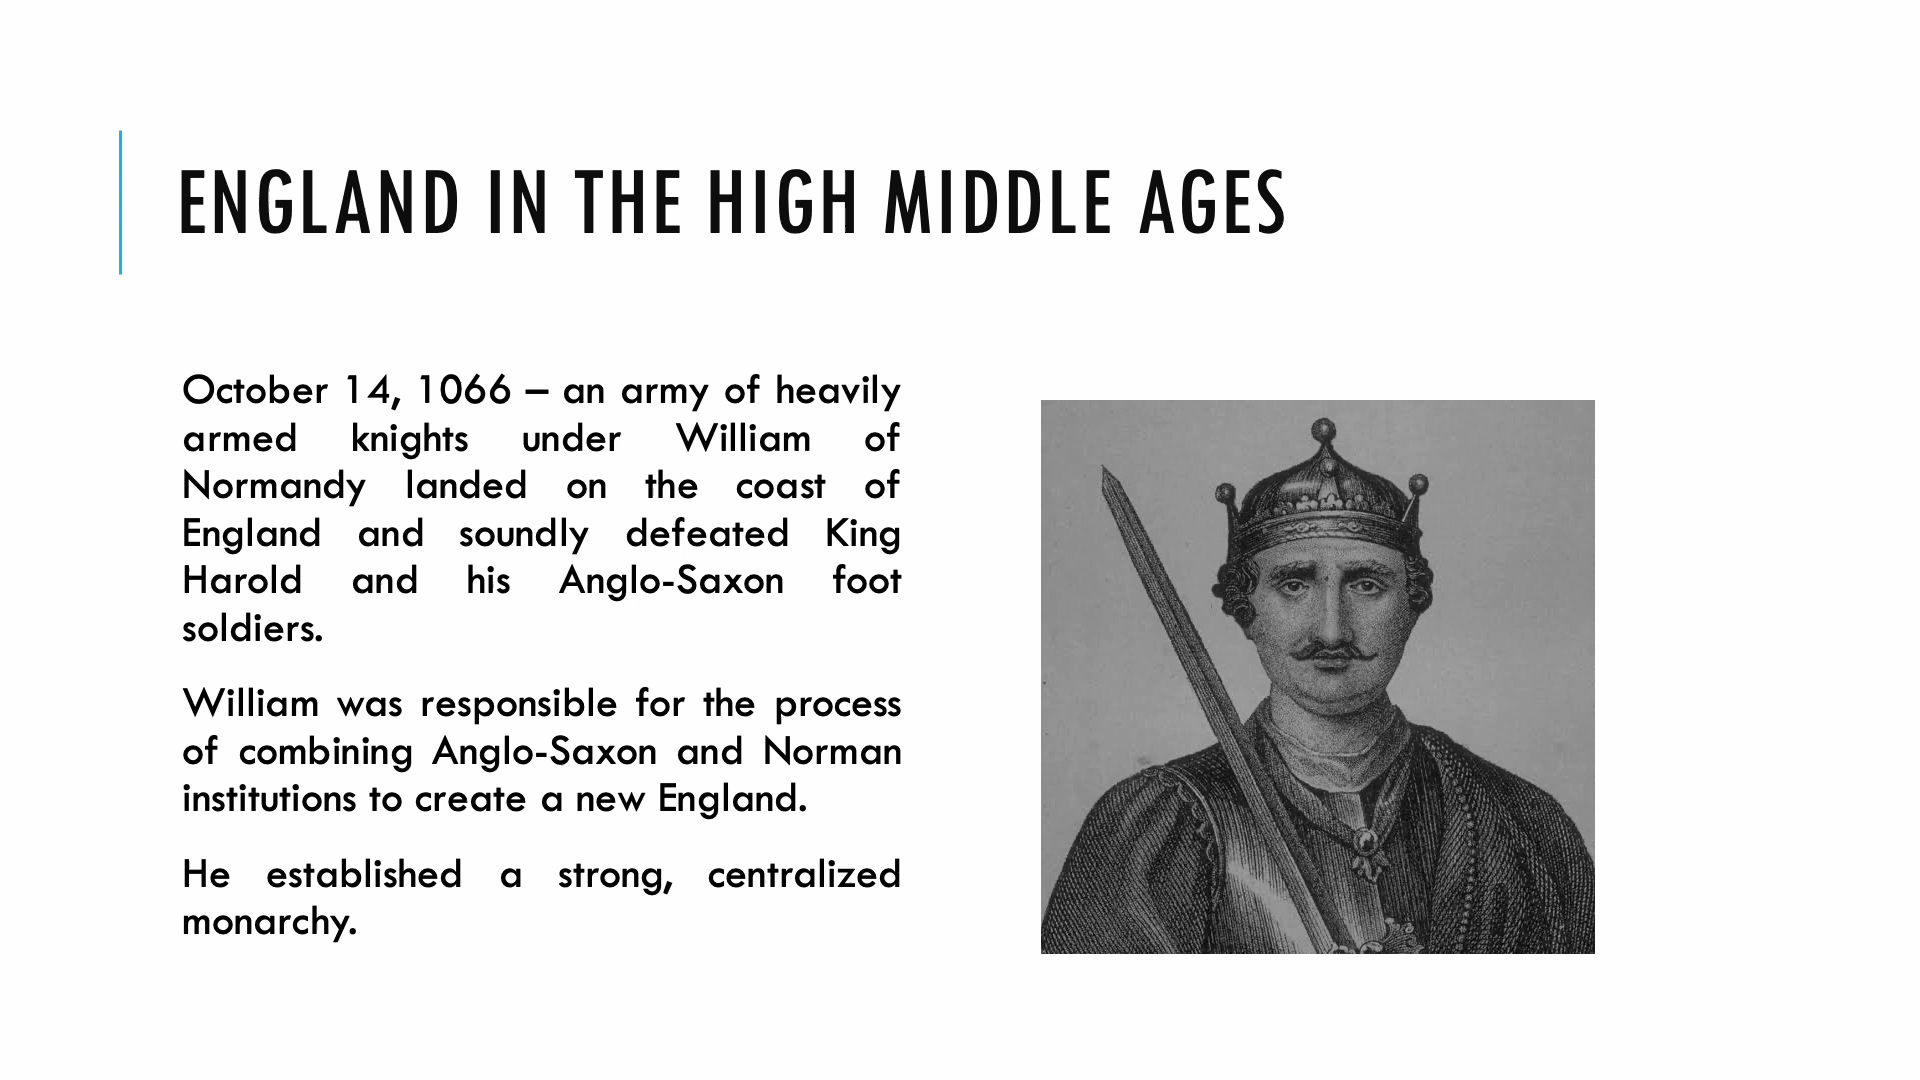 ENGLAND IN THE HIGH MIDDLE AGES
October 14, 1066 – an army of heavily
armed knights under William of
Normandy landed on the coast of
England and soundly defeated King
Harold and his Anglo-Saxon foot
soldiers.
William was responsible for the process
of combining Anglo-Saxon and Norman
institutions to create a new England.
He established a strong, centralized
monarchy.